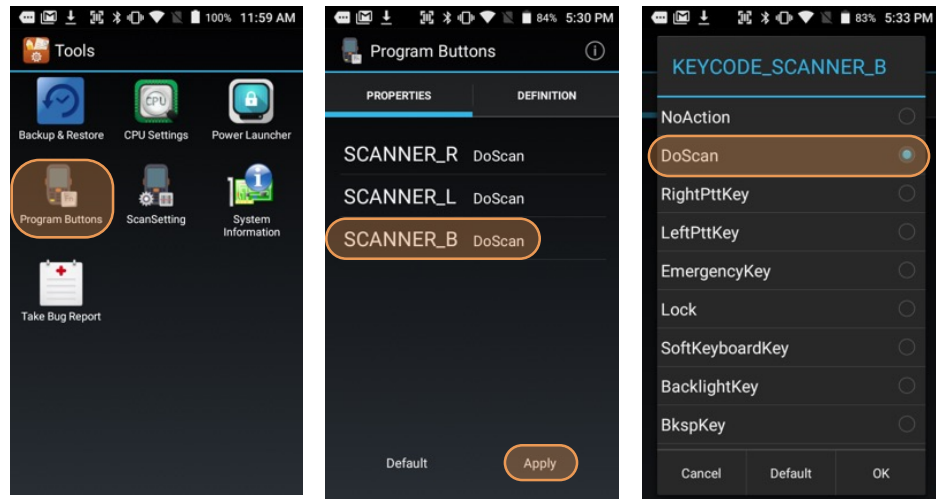 100% 11:59 AM
Tools
CPU
Backup & Restore
CPU Settings
Power Launcher
Program Buttons
ScanSetting
System
Information
Take Bug Report
84% 5:30 PM
Program Buttons
PROPERTIES
DEFINITION
SCANNER_R DoScan
SCANNER_L DoScan
SCANNER_B DoScan
Default
Apply
83% 5:33 PM
KEYCODE_SCANNER_B
NoAction
DoScan
RightPttKey
LeftPttKey
EmergencyKey
Lock
SoftKeyboardKey
BacklightKey
BkspKey
Cancel
Default
OK